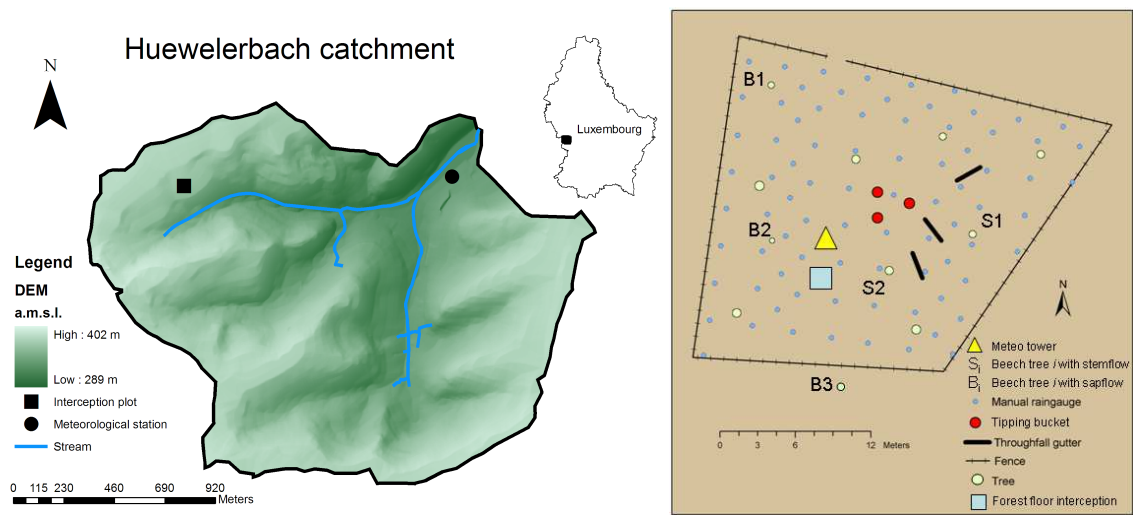 Huewelerbach catchment
N
Luxembourg
Legend
DEM
a.m.s.l.
High : 402 m
Low : 289 m
Interception plot
Meteorological station
Stream
0 115 230 460 690 920
Meters
B1
B2
S1
S2
B3
N
Meteo tower
Si Beech tree i with stemflow
Bi Beech tree i with sapflow
Manual raingauge
Tipping bucket
Throughfall gutter
Fence
Tree
Forest floor interception
0 3 6 12 Meters